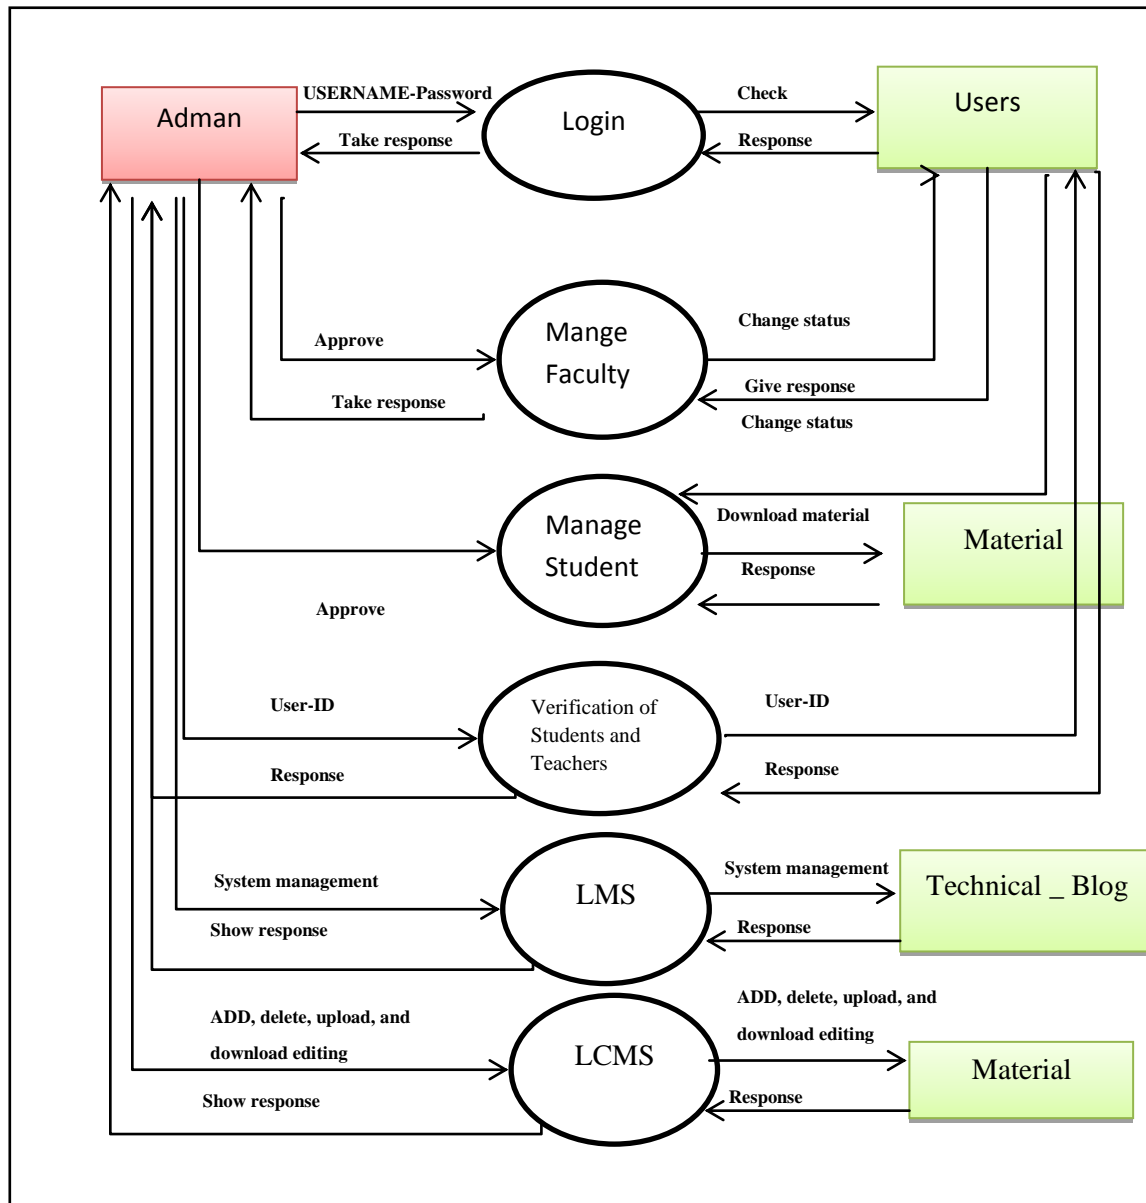 USERNAME-Password
Check
Adman
Login
Users
Take response
Response
Mange
Faculty
Change status
Approve
Give response
Take response
Change status
Manage
Student
Download material
Material
Response
Approve
User-ID
Verification of
Students and
Teachers
User-ID
Response
Response
System management
LMS
System management
Technical _ Blog
Show response
Response
ADD, delete, upload, and
download editing
LCMS
ADD, delete, upload, and
download editing
Material
Show response
Response